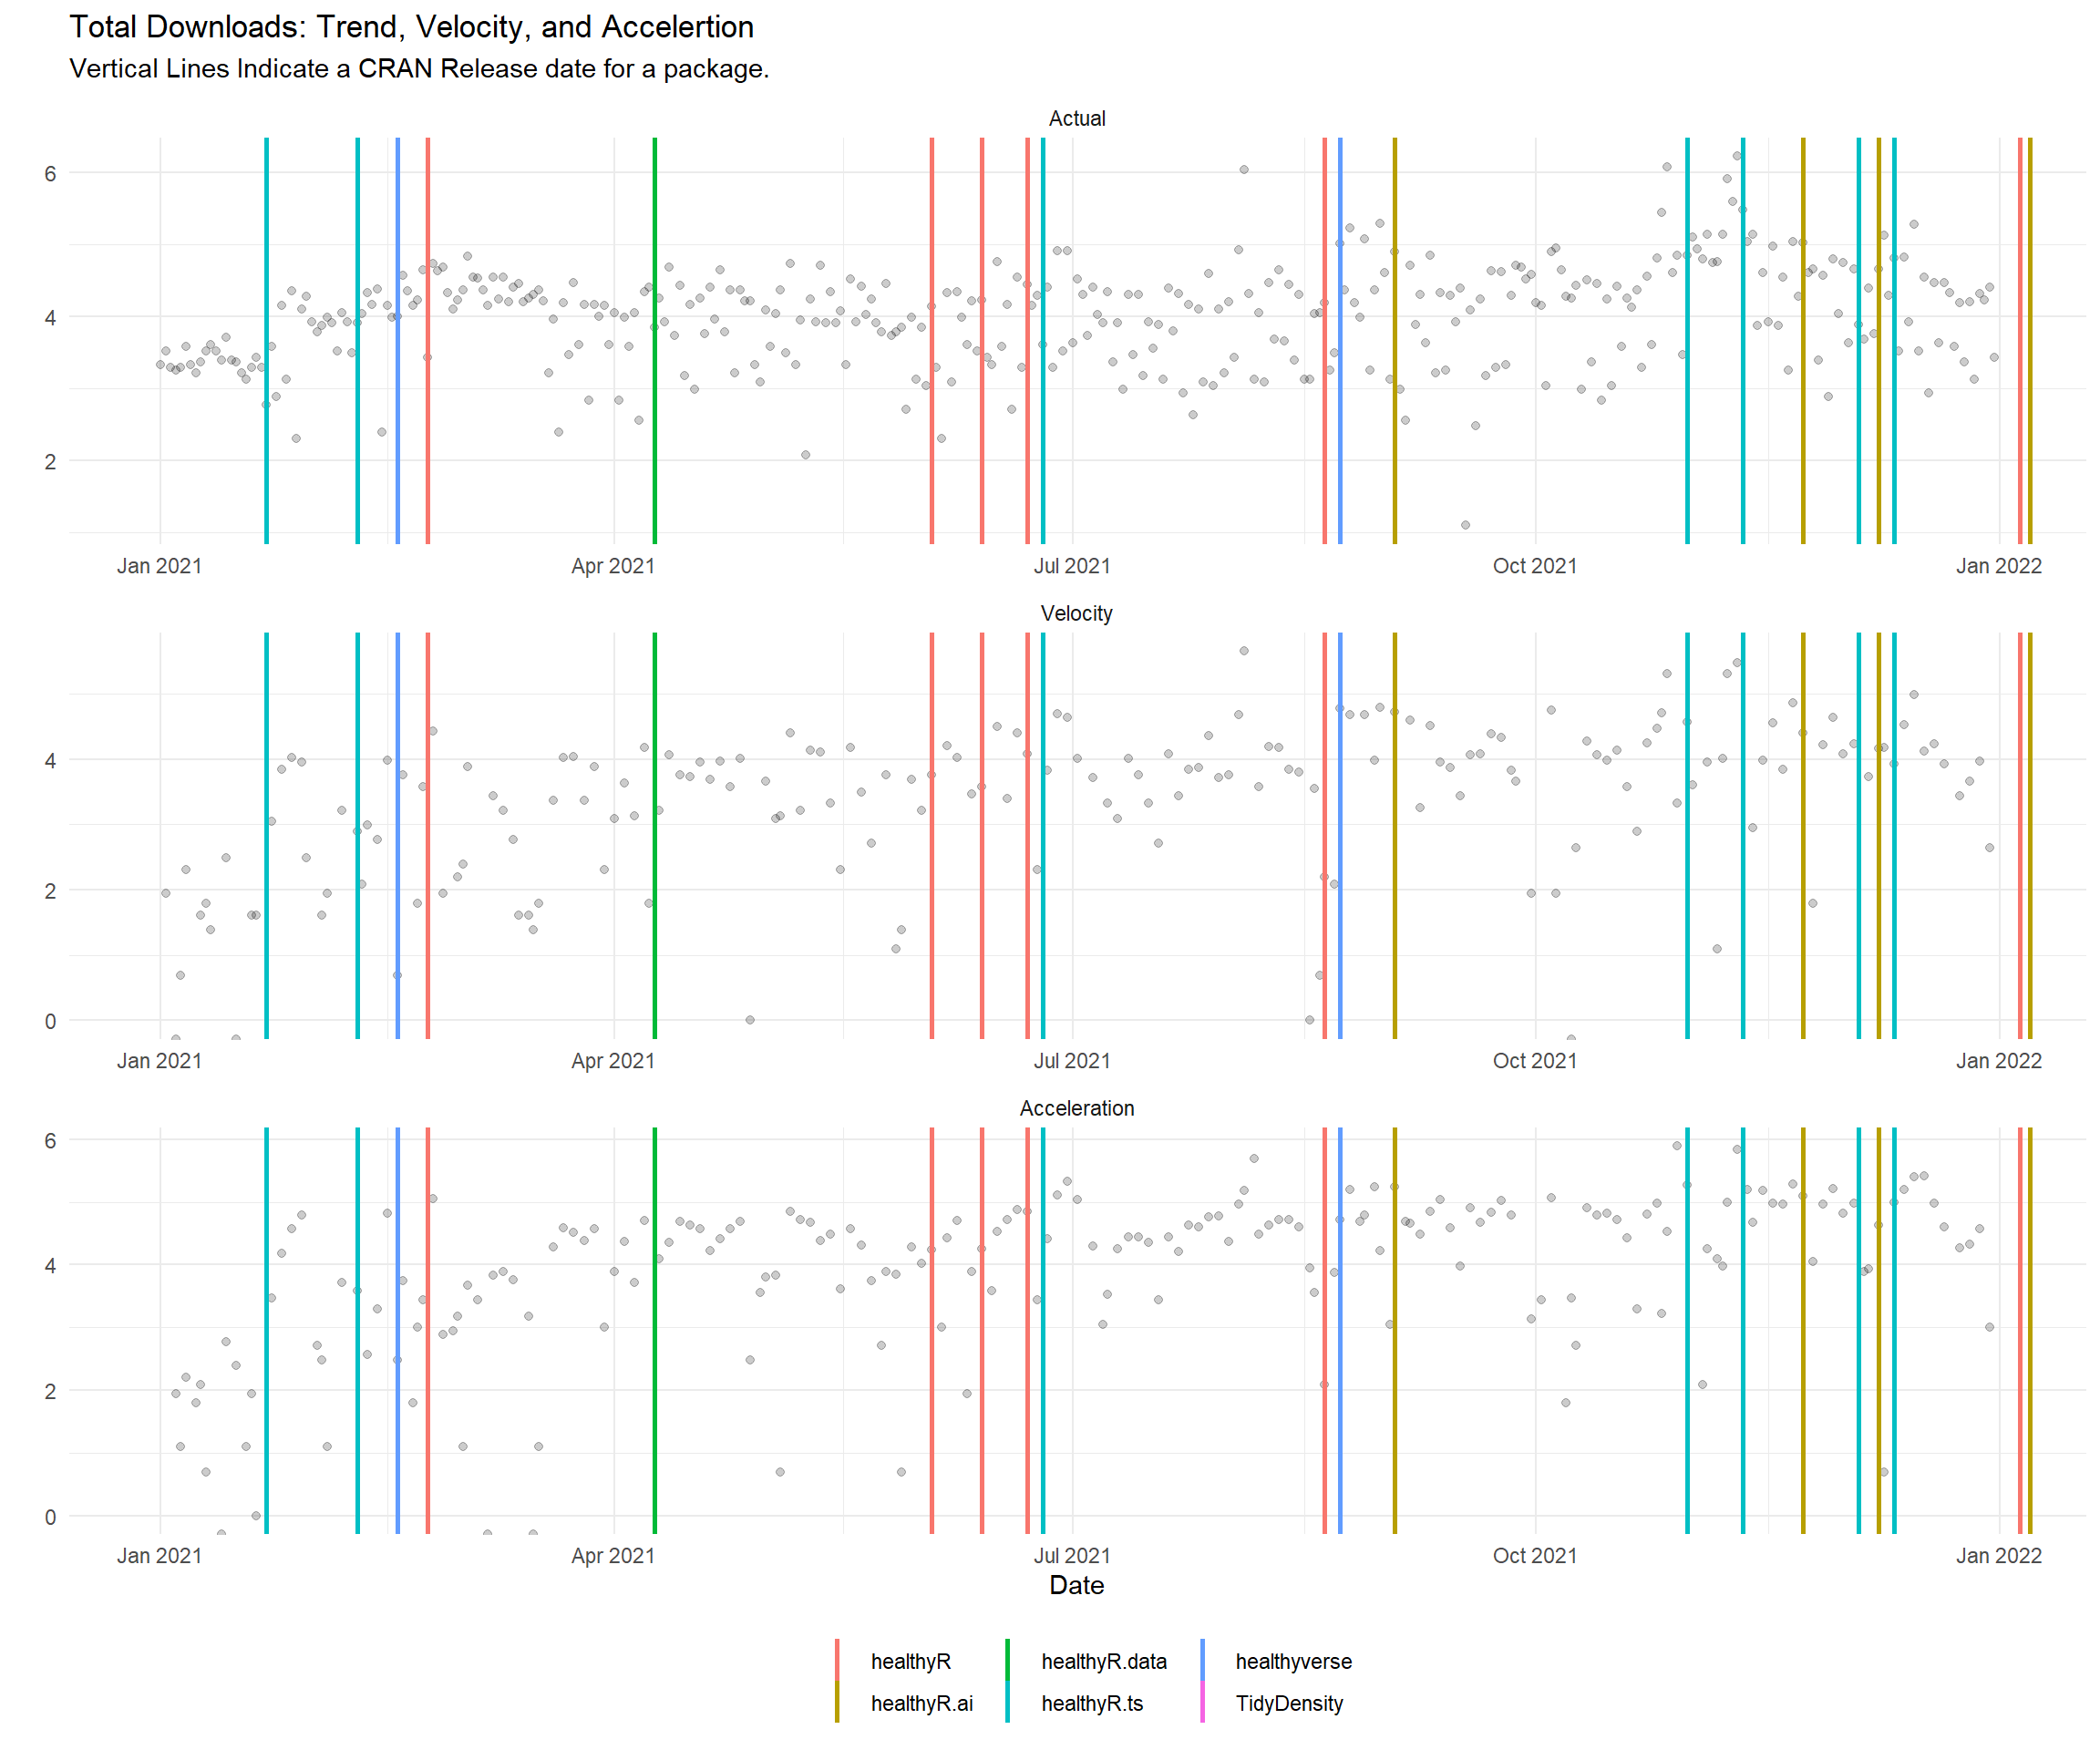 Total Downloads: Trend, Velocity, and Accelertion
Vertical Lines Indicate a CRAN Release date for a package.
Actual
6
4
2
Jan 2021 Apr 2021 Jul 2021 Oct 2021 Jan 2022
Velocity
4
2
0
Jan 2021 Apr 2021 Jul 2021 Oct 2021 Jan 2022
Acceleration
6
4
2
0
Jan 2021 Apr 2021 Jul 2021 Oct 2021 Jan 2022
Date
healthyR healthyR.data healthyverse
healthyR.ai healthyR.ts TidyDensity